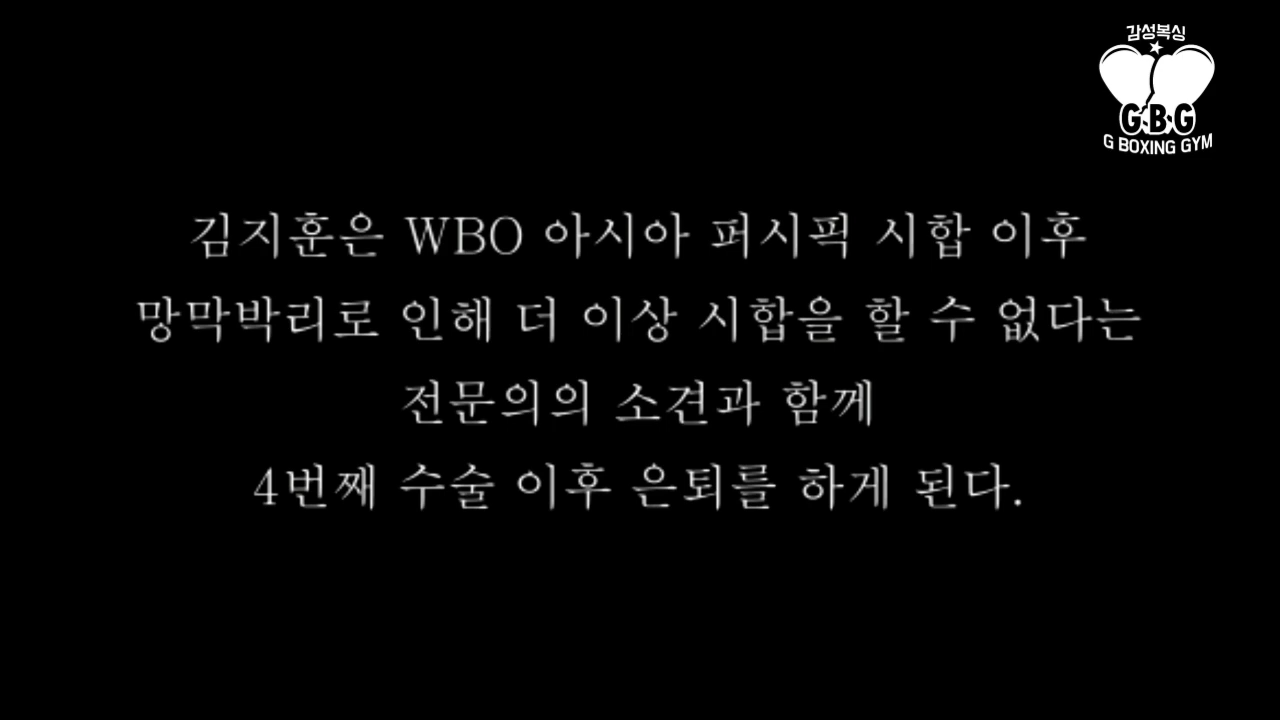 감성복싱
G·B·G
G BOXING GYM
김지훈은 WBO 아시아 퍼시픽 시합 이후
망막박리로 인해 더 이상 시합을 할 수 없다는
전문의의 소견과 함께
4번째 수술 이후 은퇴를 하게 된다.